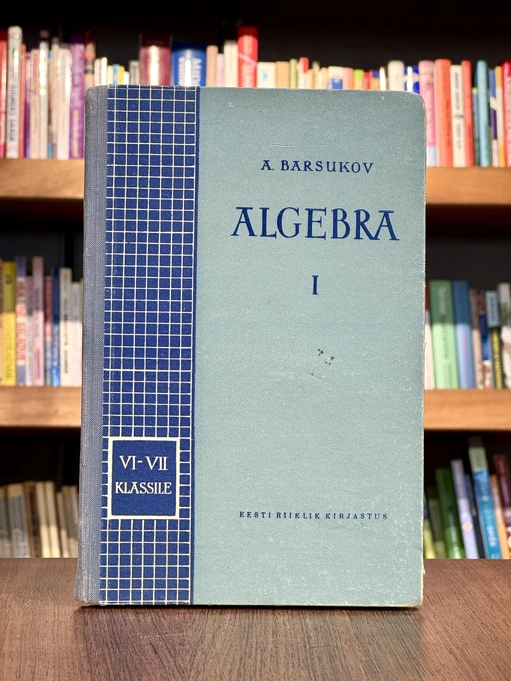 A. BARSUKOV
ALGEBRA
I
VI-VII
KLASSILE
EESTI RIIKLIK KIRJASTUS